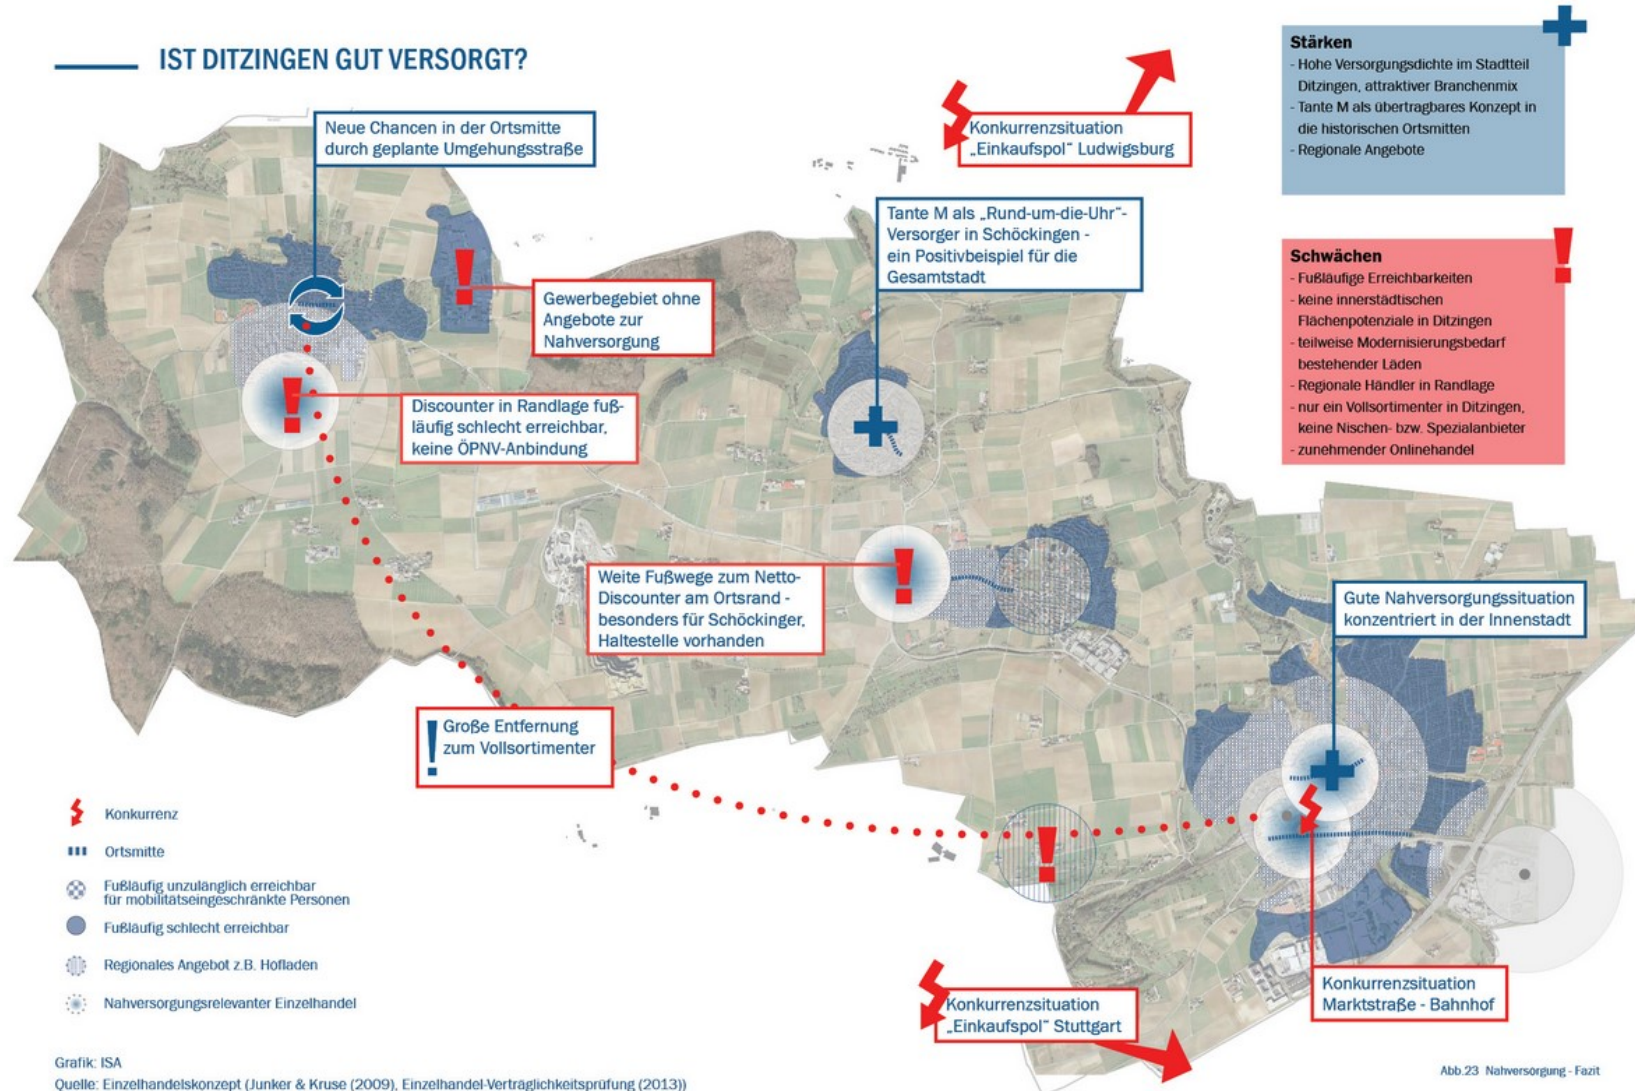 IST DITZINGEN GUT VERSORGT?
Neue Chancen in der Ortsmitte
durch geplante Umgehungsstraße
Konkurrenzsituation
„Einkaufspol" Ludwigsburg
Stärken
- Hohe Versorgungsdichte im Stadtteil
Ditzingen, attraktiver Branchenmix
- Tante M als übertragbares Konzept in
die historischen Ortsmitten
- Regionale Angebote
Tante M als „Rund-um-die-Uhr"-
Versorger in Schöckingen -
ein Positivbeispiel für die
Gesamtstadt
Schwächen
- Fußläufige Erreichbarkeiten
- keine innerstädtischen
Flächenpotenziale in Ditzingen
- teilweise Modernisierungsbedarf
bestehender Läden
- Regionale Händler in Randlage
- nur ein Vollsortimenter in Ditzingen,
keine Nischen- bzw. Spezialanbieter
- zunehmender Onlinehandel
Gewerbegebiet ohne
Angebote zur
Nahversorgung
Discounter in Randlage fuß-
läufig schlecht erreichbar,
keine ÖPNV-Anbindung
Weite Fußwege zum Netto-
Discounter am Ortsrand -
besonders für Schöckinger,
Haltestelle vorhanden
Gute Nahversorgungssituation
konzentriert in der Innenstadt
Große Entfernung
zum Vollsortimenter
Konkurrenz
Ortsmitte
Fußläufig unzulänglich erreichbar
für mobilitätseingeschränkte Personen
Fußläufig schlecht erreichbar
Regionales Angebot z.B. Hofladen
Nahversorgungsrelevanter Einzelhandel
Konkurrenzsituation
„Einkaufspol" Stuttgart
Konkurrenzsituation
Marktstraße - Bahnhof
Grafik: ISA
Quelle: Einzelhandelskonzept (Junker & Kruse (2009), Einzelhandel-Verträglichkeitsprüfung (2013))
Abb.23 Nahversorgung - Fazit